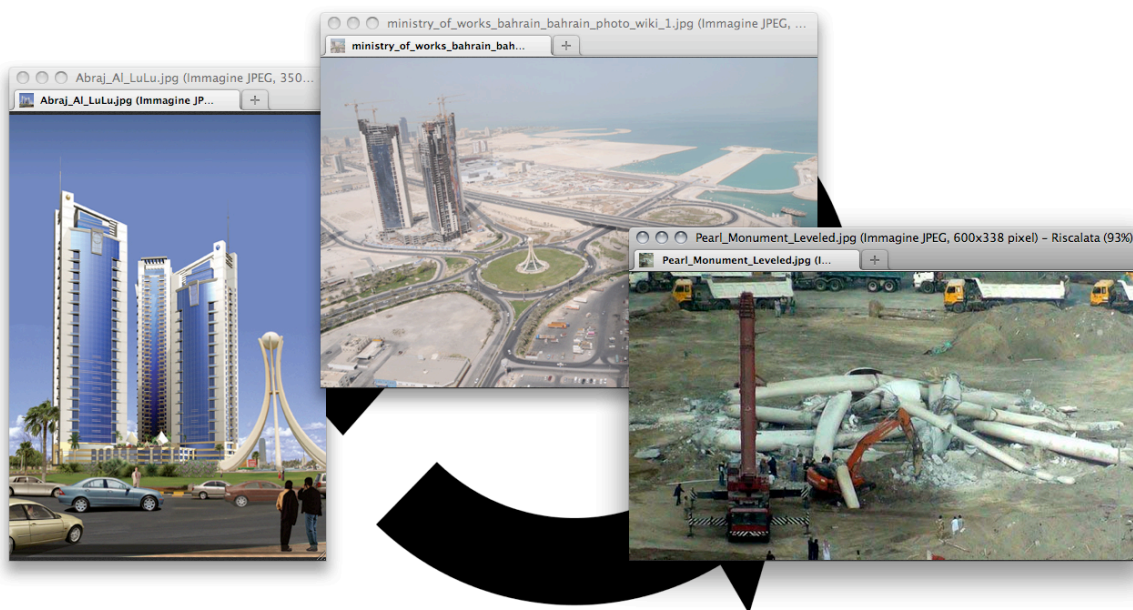 ministry_of_works_bahrain_bahrain_photo_wiki_1.jpg (Immagine JPEG, ...
ministry_of_works_bahrain_bah...
Abraj_Al_LuLu.jpg (Immagine JPEG, 350...
Abraj_Al_LuLu.jpg (Immagine JP...
Pearl_Monument_Leveled.jpg (Immagine JPEG, 600x338 pixel) – Riscalata (93%)
Pearl_Monument_Leveled.jpg (I...